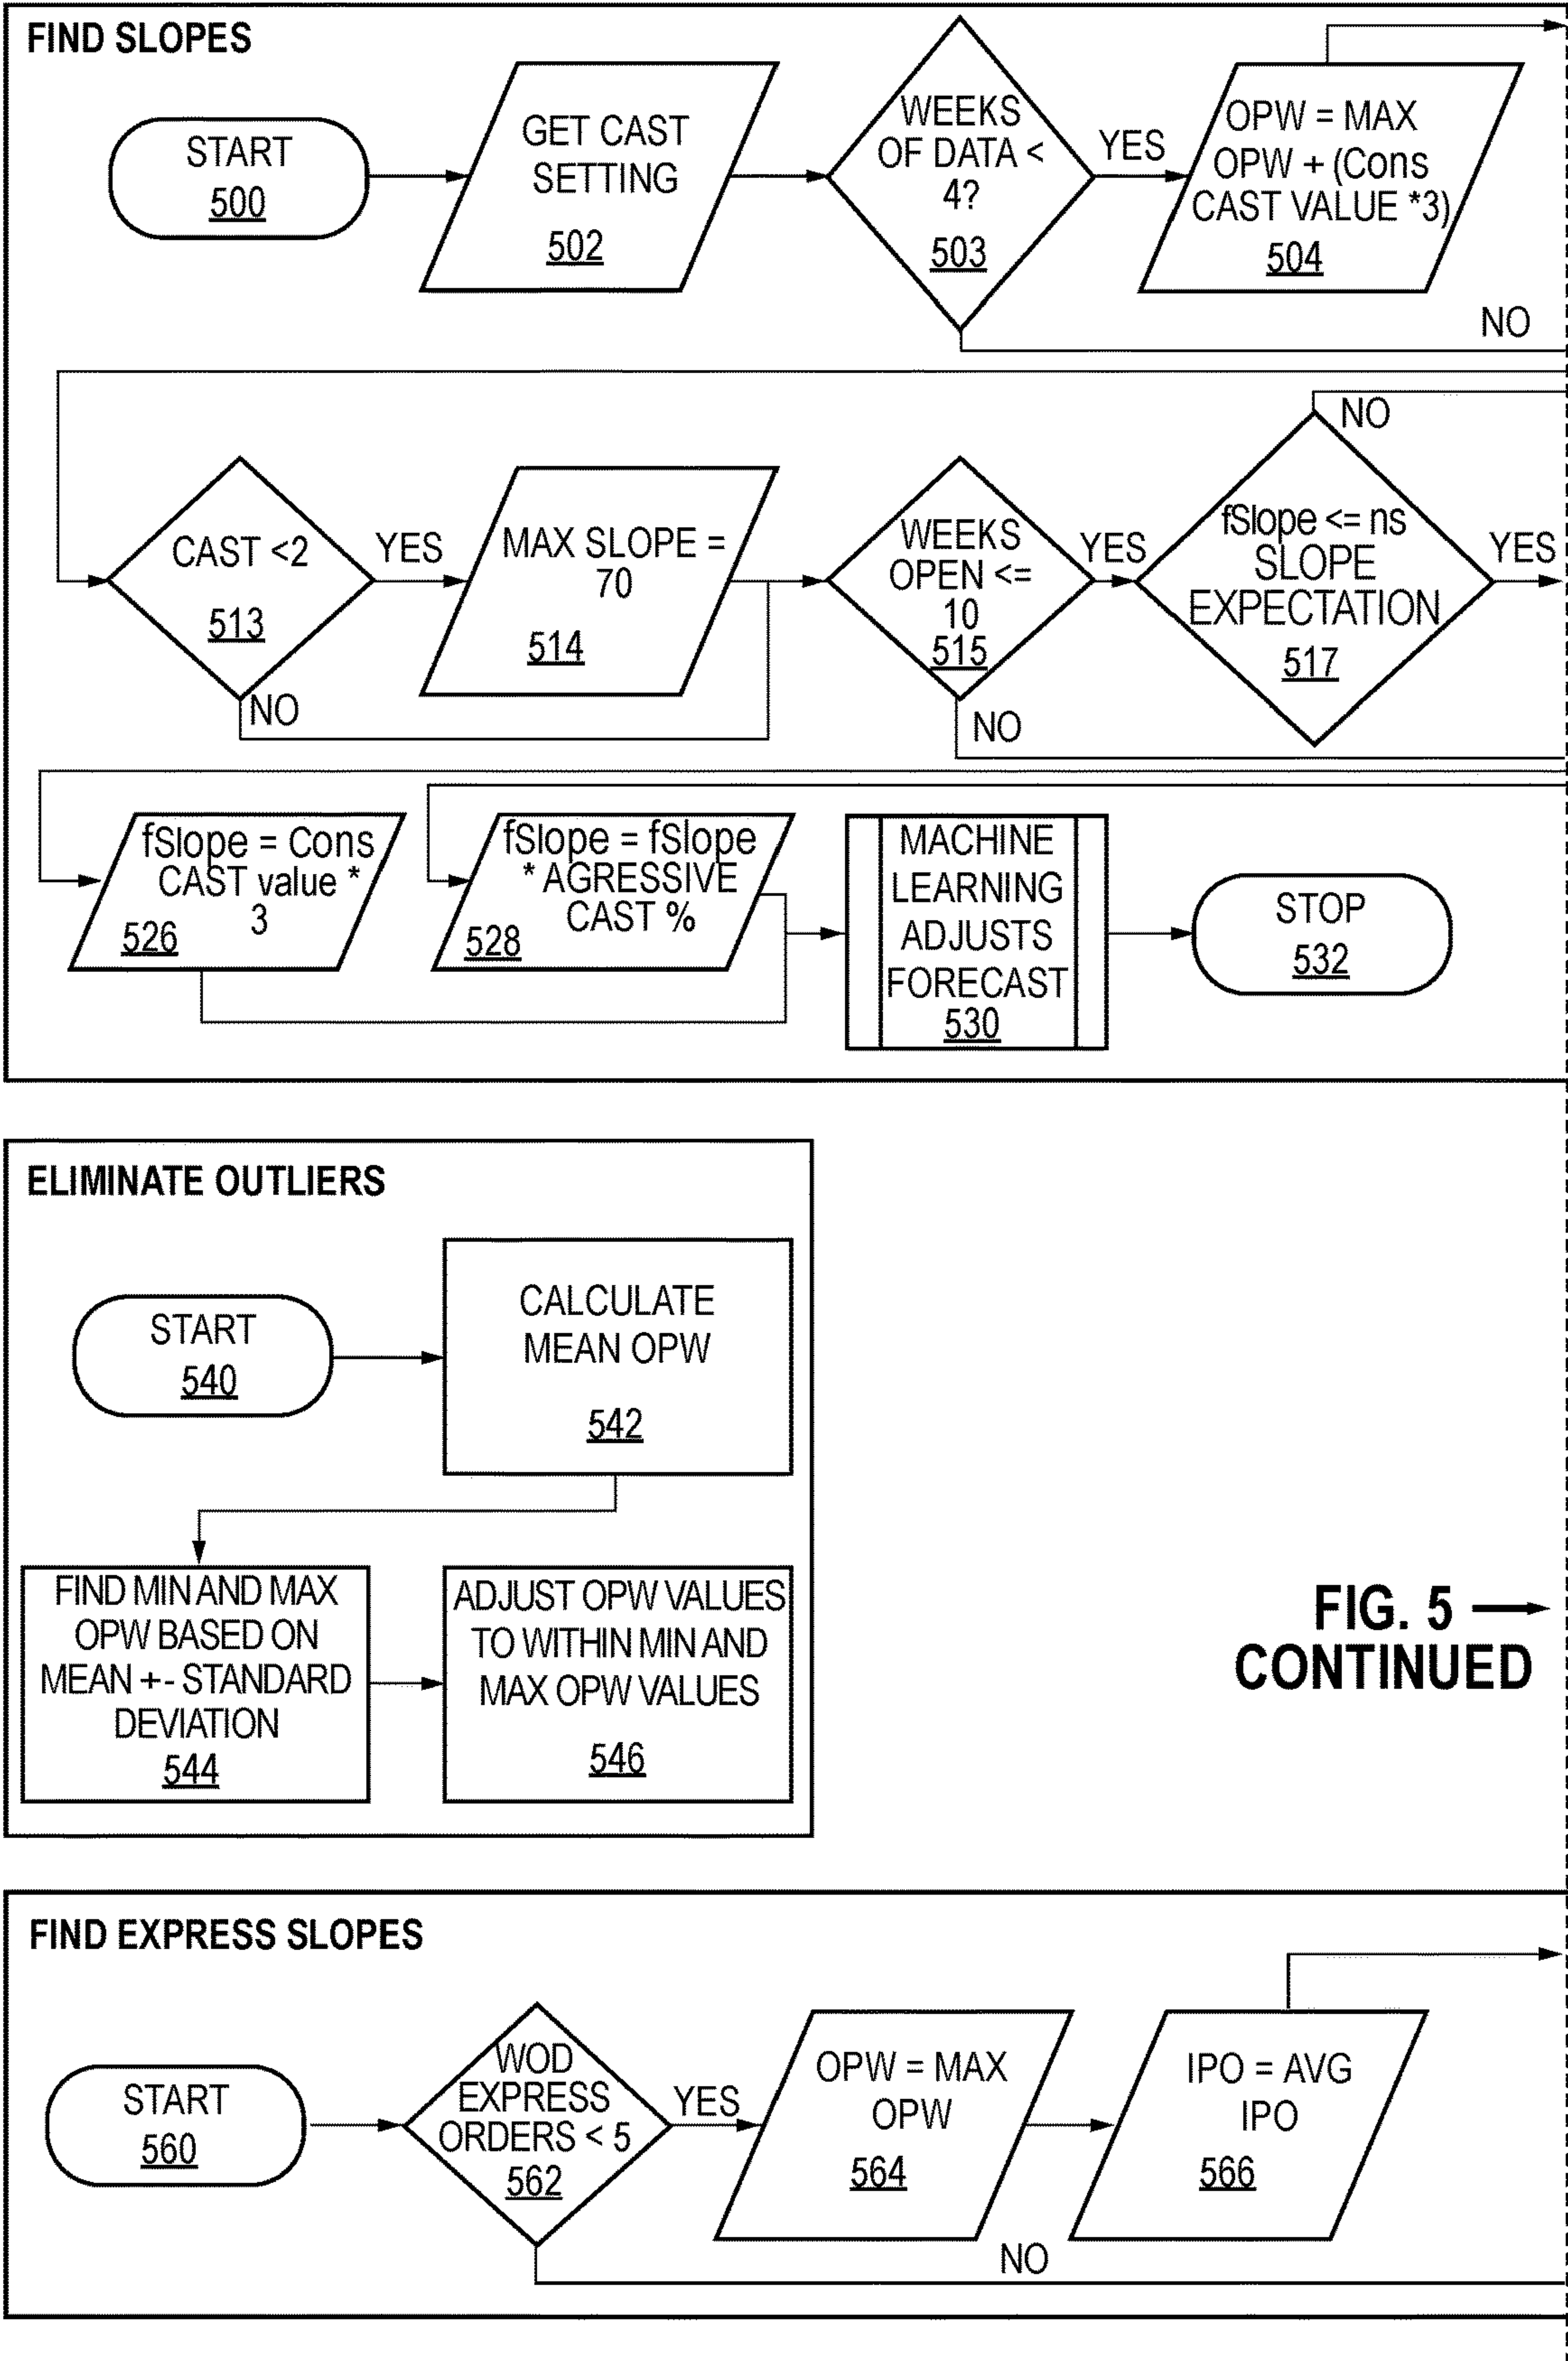 FIND SLOPES
START
500
GET CAST
SETTING
502
WEEKS
OF DATA <
4?
503
YES
OPW = MAX
OPW + (Cons
CAST VALUE *3)
504
NO
CAST <2
513
YES
NO
MAX SLOPE =
70
514
WEEKS
OPEN <=
10
515
YES
NO
NO
fSlope <= ns
SLOPE
EXPECTATION
517
YES
fSlope = Cons
CAST value *
3
526
fSlope = fSlope
* AGRESSIVE
CAST %
528
MACHINE
LEARNING
ADJUSTS
FORECAST
530
STOP
532
ELIMINATE OUTLIERS
START
540
CALCULATE
MEAN OPW
542
FIND MIN AND MAX
OPW BASED ON
MEAN +- STANDARD
DEVIATION
544
ADJUST OPW VALUES
TO WITHIN MIN AND
MAX OPW VALUES
546
FIG. 5
CONTINUED
FIND EXPRESS SLOPES
START
560
WOD
EXPRESS
ORDERS < 5
562
YES
OPW = MAX
OPW
564
IPO = AVG
IPO
566
NO